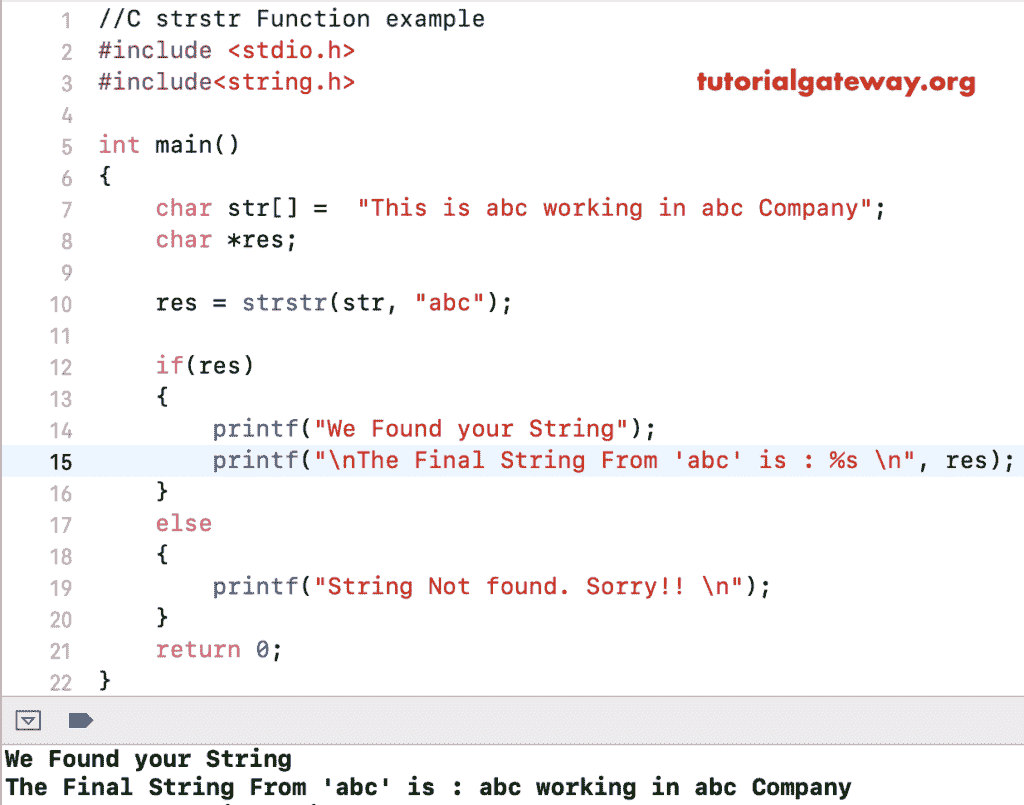 1 //C strstr Function example
2 #include <stdio.h>
3 #include<string.h>
tutorialgateway.org
4
5 int main()
6 {
7 char str[] =  "This is abc working in abc Company";
8 char *res;
9
10 res = strstr(str, "abc");
11
12 if(res)
13 {
14 printf("We Found your String");
15 printf("\nThe Final String From 'abc' is : %s \n", res);
16 }
17 else
18 {
19 printf("String Not found. Sorry!! \n");
20 }
21 return 0;
22 }
We Found your String
The Final String From 'abc' is : abc working in abc Company